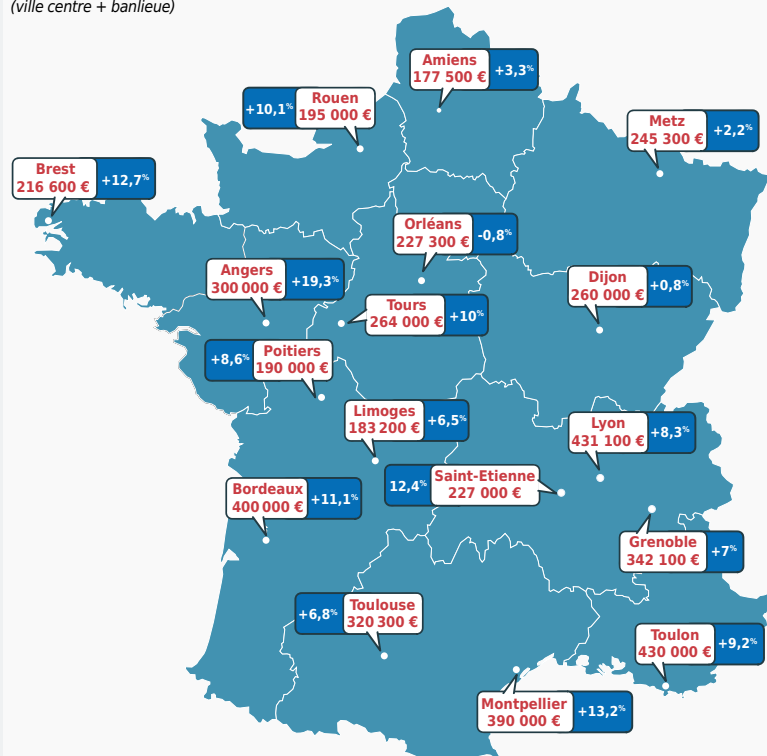 (ville centre + banlieue)
Amiens
177 500 €
+3,3%
+10,1%
Rouen
195 000 €
Metz
245 300 €
+2,2%
Brest
216 600 €
+12,7%
Orléans
227 300 €
-0,8%
Angers
300 000 €
+19,3%
Dijon
260 000 €
+0,8%
Tours
264 000 €
+10%
+8,6%
Poitiers
190 000 €
Limoges
183 200 €
+6,5%
Lyon
431 100 €
+8,3%
12,4%
Saint-Etienne
227 000 €
Bordeaux
400 000 €
+11,1%
Grenoble
342 100 €
+7%
+6,8%
Toulouse
320 300 €
Toulon
430 000 €
+9,2%
Montpellier
390 000 €
+13,2%